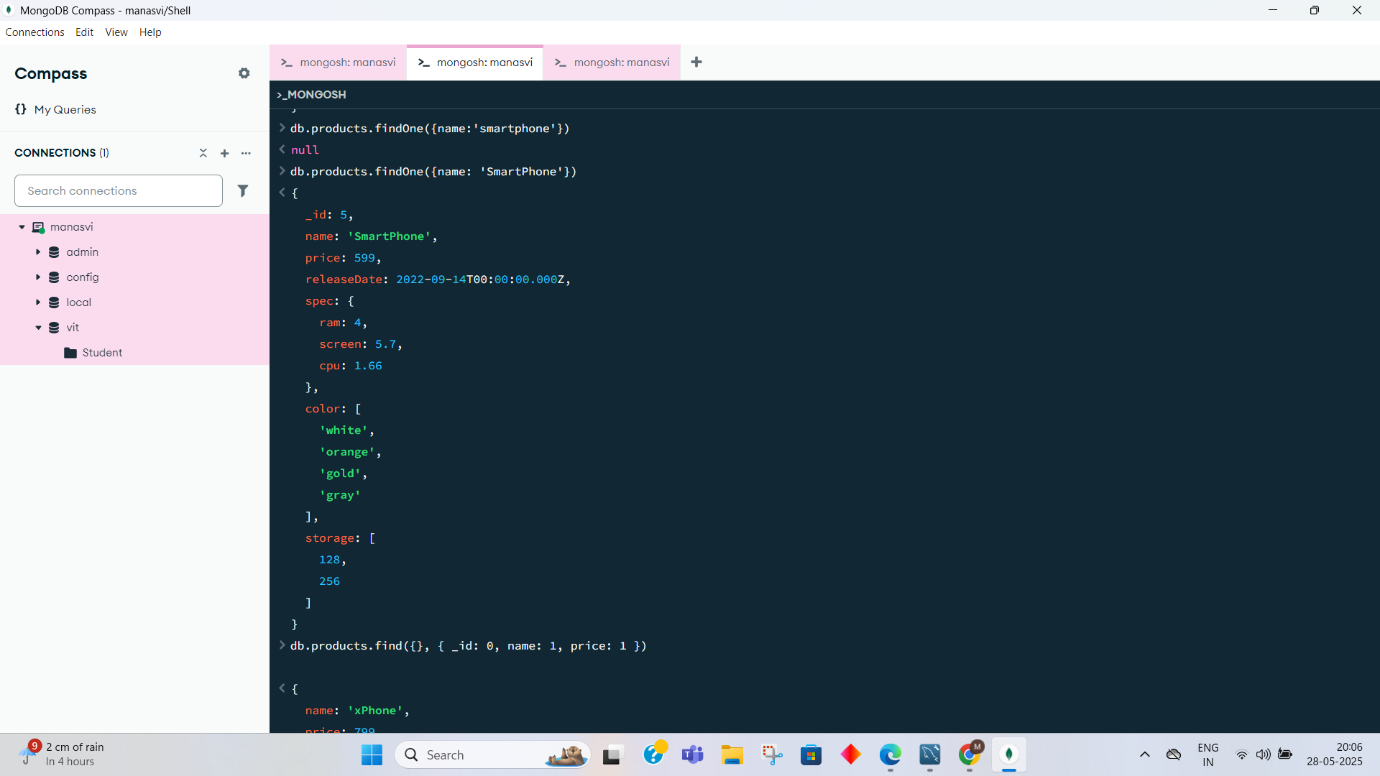 MongoDB Compass - manasvi/Shell
Connections Edit View Help
Compass
My Queries
CONNECTIONS (1)
Search connections
manasvi
admin
config
local
vit
Student
>_ mongosh: manasvi
>_ mongosh: manasvi
>_ mongosh: manasvi
>_MONGOSH
}
> db.products.findOne({name:'smartphone'})
< null
> db.products.findOne({name: 'SmartPhone'})
< {
_id: 5,
name: 'SmartPhone',
price: 599,
releaseDate: 2022-09-14T00:00:00.000Z,
spec: {
ram: 4,
screen: 5.7,
cpu: 1.66
},
color: [
'white',
'orange',
'gold',
'gray'
],
storage: [
128,
256
]
}
> db.products.find({}, { _id: 0, name: 1, price: 1 })
< {
name: 'xPhone',
price: 799
9
2 cm of rain
In 4 hours
Search
M
ENG
IN
20:06
28-05-2025